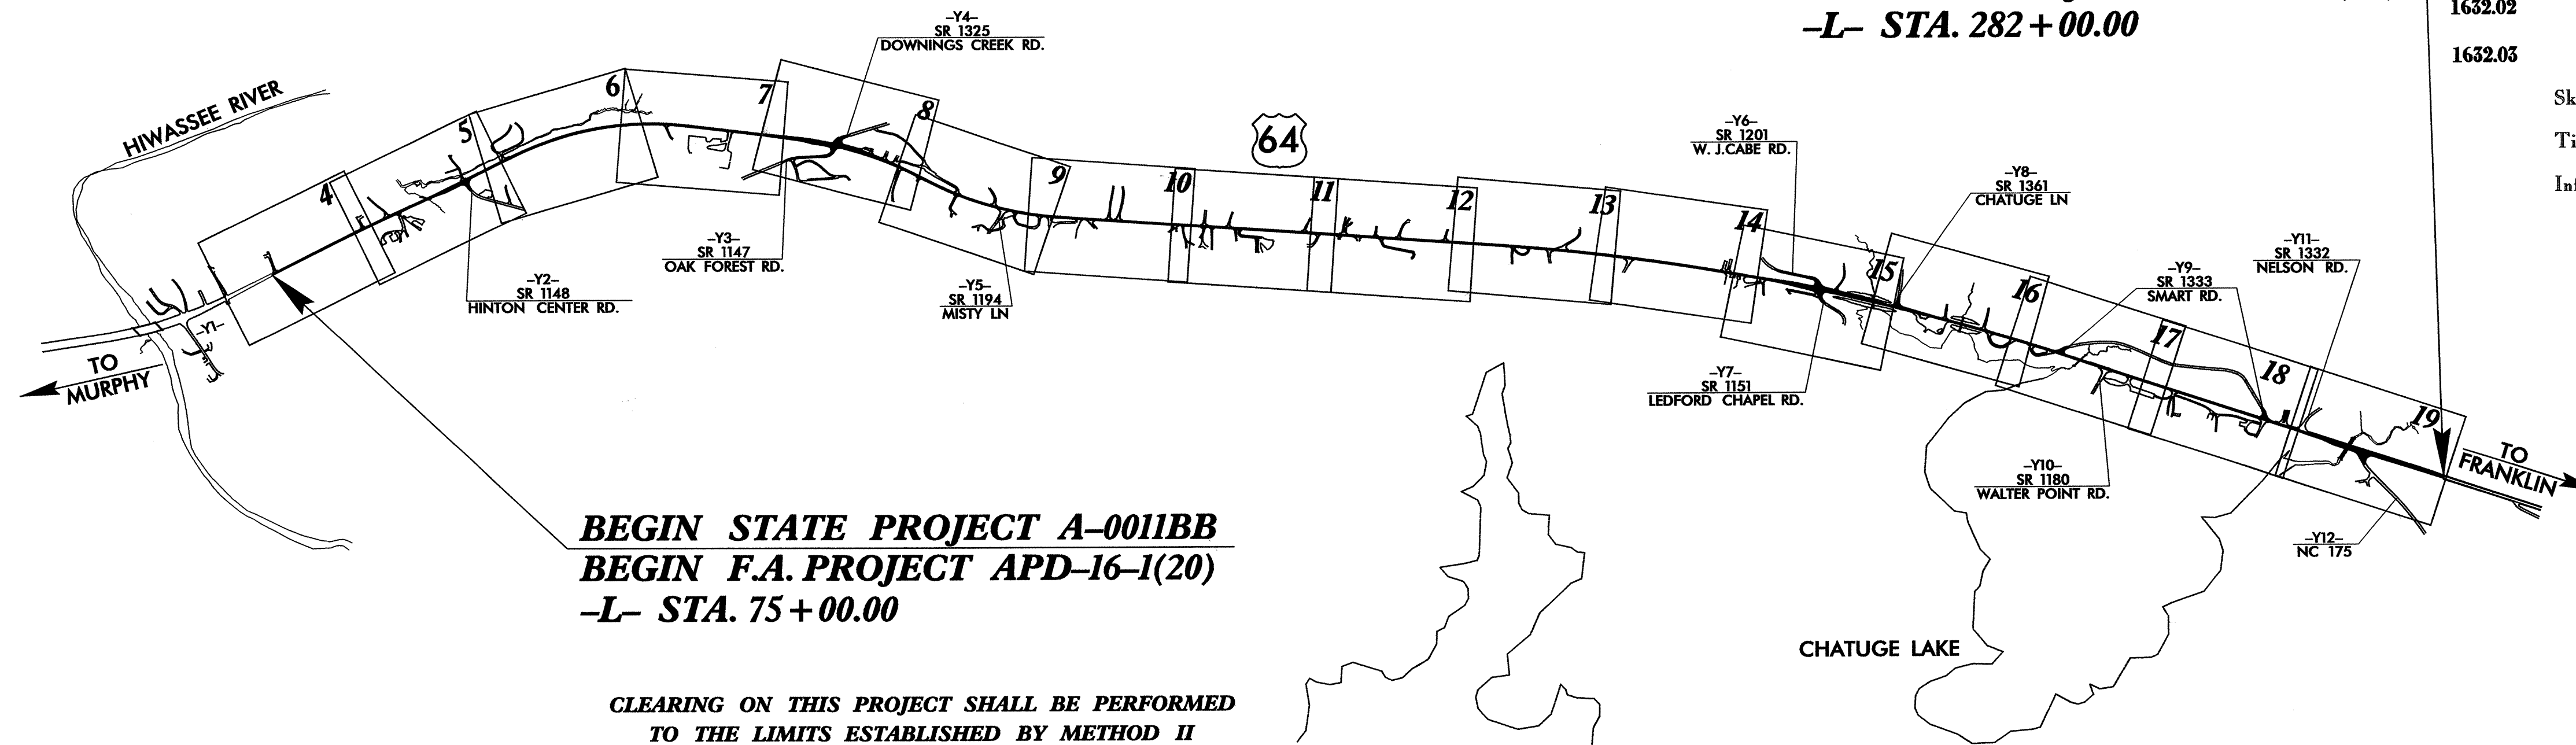 –L– STA. 282+00.00
1632.02
1632.03
Sk
Ti
Inf
–Y4–
SR 1325
DOWNINGS CREEK RD.
HIWASSEE RIVER
4
5
6
7
8
9
10
11
12
13
14
15
16
17
18
19
64
–Y6–
SR 1201
W. J.CABE RD.
–Y8–
SR 1361
CHATUGE LN
–Y11–
SR 1332
NELSON RD.
–Y9–
SR 1333
SMART RD.
–Y3–
SR 1147
OAK FOREST RD.
–Y2–
SR 1148
HINTON CENTER RD.
–Y5–
SR 1194
MISTY LN
–Y1–
TO
MURPHY
–Y7–
SR 1151
LEDFORD CHAPEL RD.
–Y10–
SR 1180
WALTER POINT RD.
TO
FRANKLIN
–Y12–
NC 175
BEGIN STATE PROJECT A–0011BB
BEGIN F.A. PROJECT APD–16–1(20)
–L– STA. 75+00.00
CHATUGE LAKE
CLEARING ON THIS PROJECT SHALL BE PERFORMED
TO THE LIMITS ESTABLISHED BY METHOD II